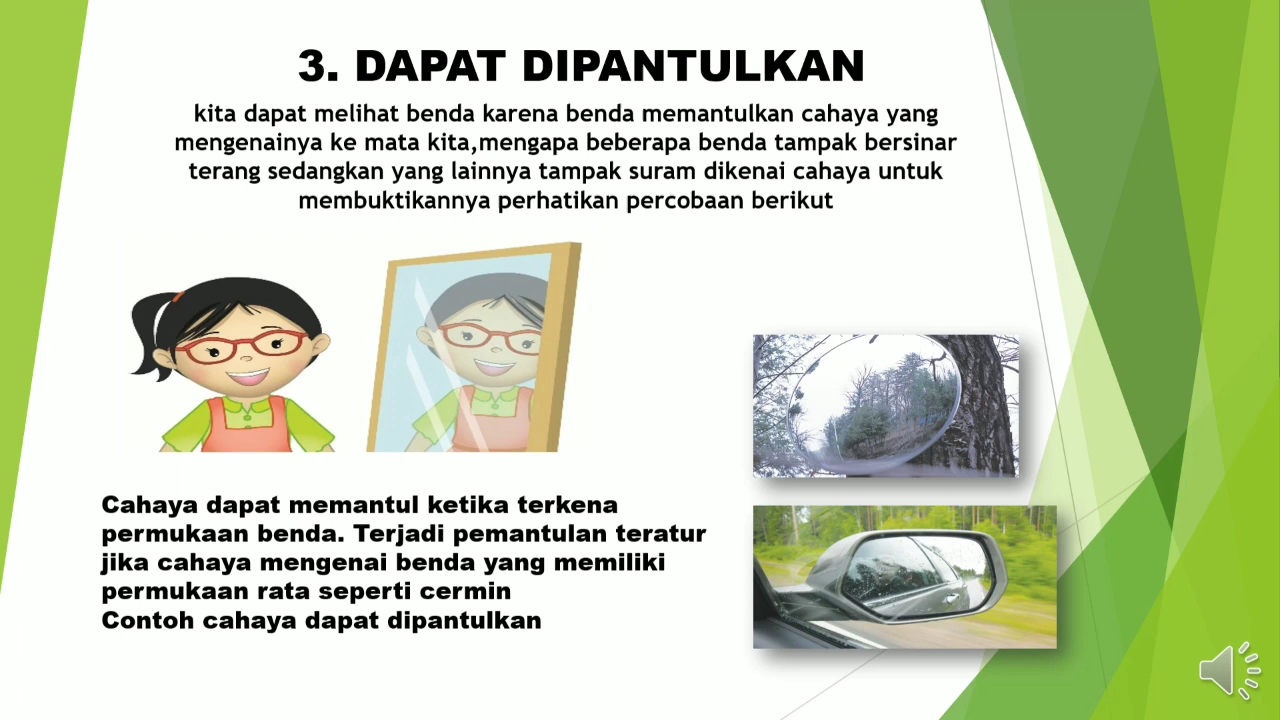 3. DAPAT DIPANTULKAN
kita dapat melihat benda karena benda memantulkan cahaya yang
mengenainya ke mata kita,mengapa beberapa benda tampak bersinar
terang sedangkan yang lainnya tampak suram dikenai cahaya untuk
membuktikannya perhatikan percobaan berikut
Cahaya dapat memantul ketika terkena
permukaan benda. Terjadi pemantulan teratur
jika cahaya mengenai benda yang memiliki
permukaan rata seperti cermin
Contoh cahaya dapat dipantulkan